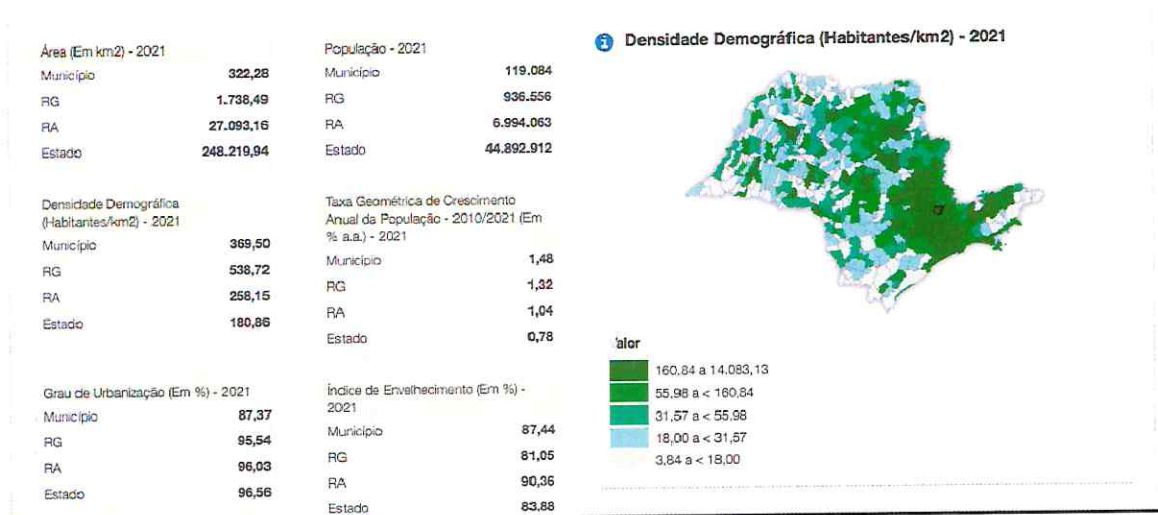 Área (Em km2) - 2021
Município 322,28
RG 1.738,49
RA 27.093,16
Estado 248.219,94
População - 2021
Município 119.084
RG 936.556
RA 6.994.063
Estado 44.892.912
Densidade Demográfica
(Habitantes/km2) - 2021
Município 369,50
RG 538,72
RA 258,15
Estado 180,86
Taxa Geométrica de Crescimento
Anual da População - 2010/2021 (Em
% a.a.) - 2021
Município 1,48
RG 1,32
RA 1,04
Estado 0,78
Grau de Urbanização (Em %) - 2021
Município 87,37
RG 95,54
RA 96,03
Estado 96,56
Índice de Envelhecimento (Em %) -
2021
Município 87,44
RG 81,05
RA 90,36
Estado 83,88
i Densidade Demográfica (Habitantes/km2) - 2021
alor
160,84 a 14.083,13
55,98 a < 160,84
31,57 a < 55,98
18,00 a < 31,57
3,84 a < 18,00